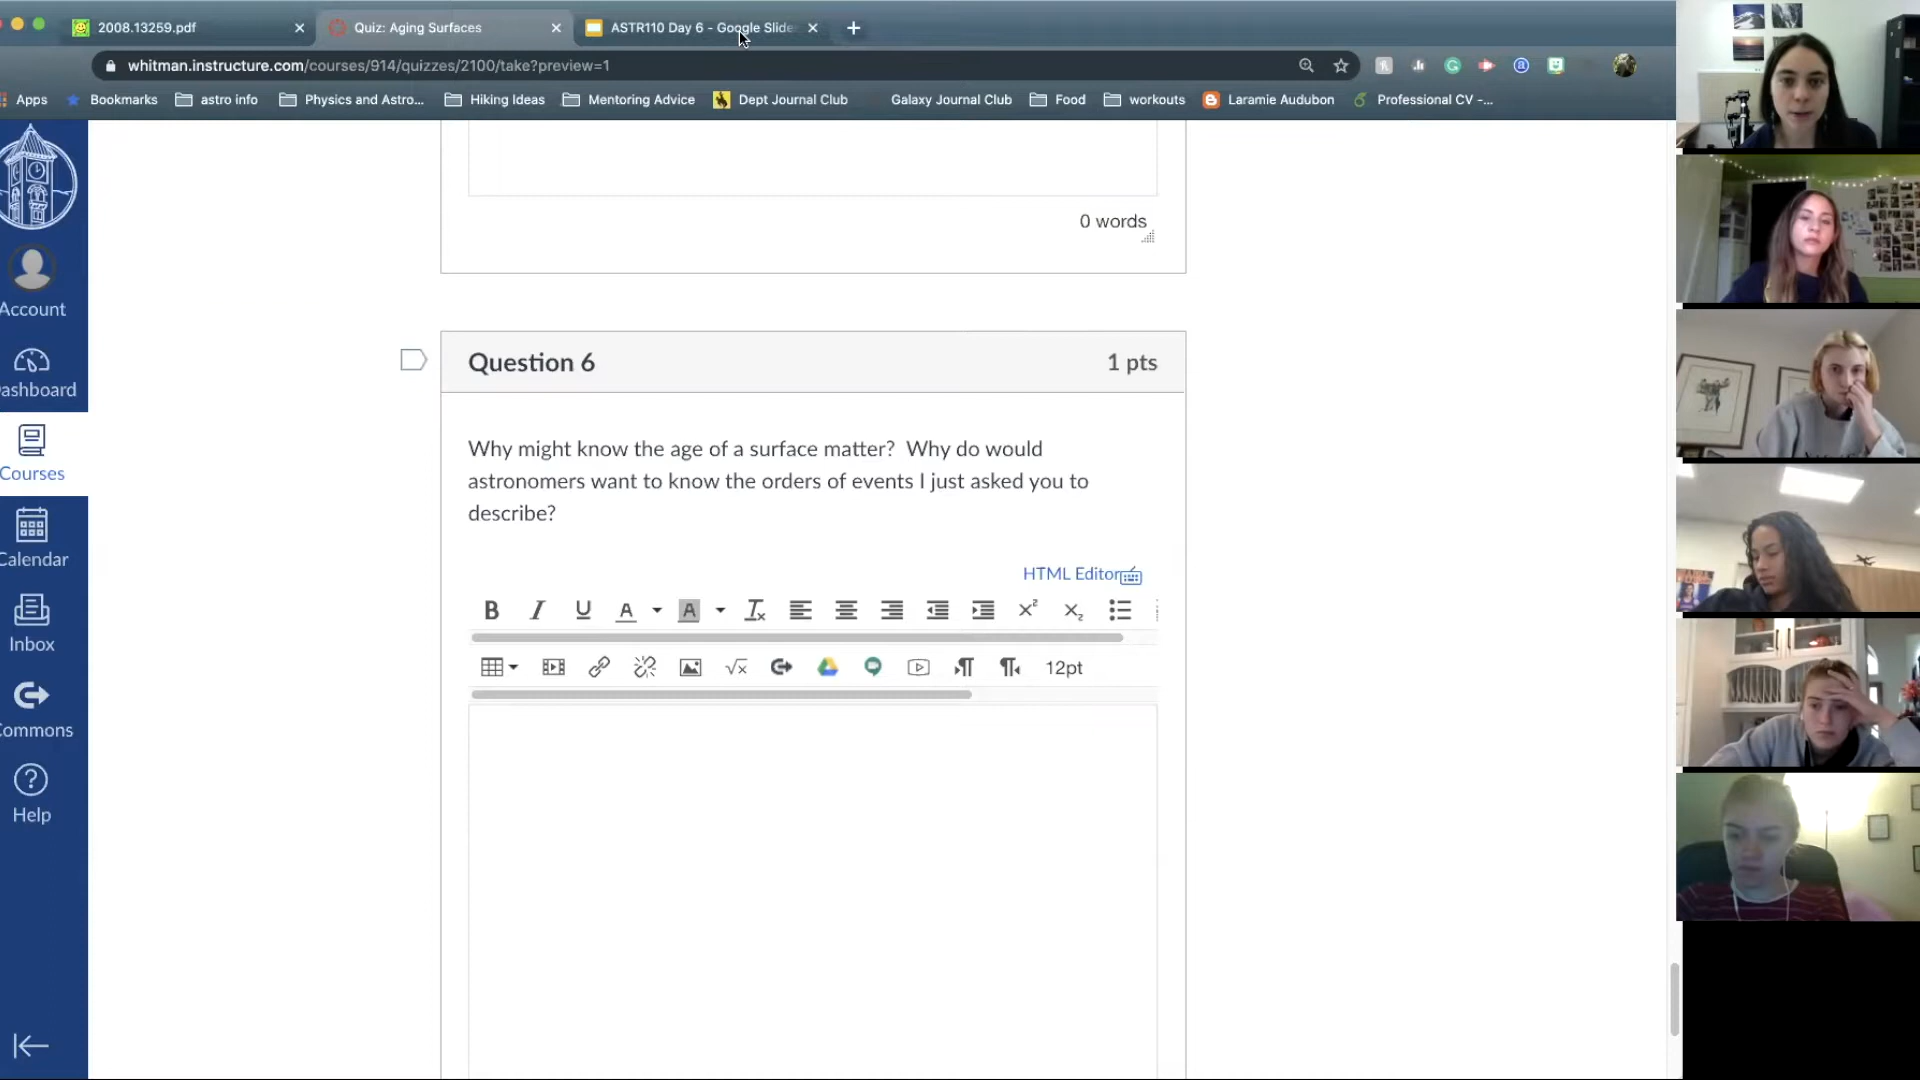 2008.13259.pdf
Quiz: Aging Surfaces
ASTR110 Day 6 - Google Slide
whitman.instructure.com/courses/914/quizzes/2100/take?preview=1
Apps
Bookmarks
astro info
Physics and Astro...
Hiking Ideas
Mentoring Advice
Dept Journal Club
Galaxy Journal Club
Food
workouts
Laramie Audubon
Professional CV -...
Account
ashboard
Courses
Calendar
Inbox
ommons
Help
0 words
Question 6
1 pts
Why might know the age of a surface matter? Why do would
astronomers want to know the orders of events I just asked you to
describe?
HTML Editor
12pt